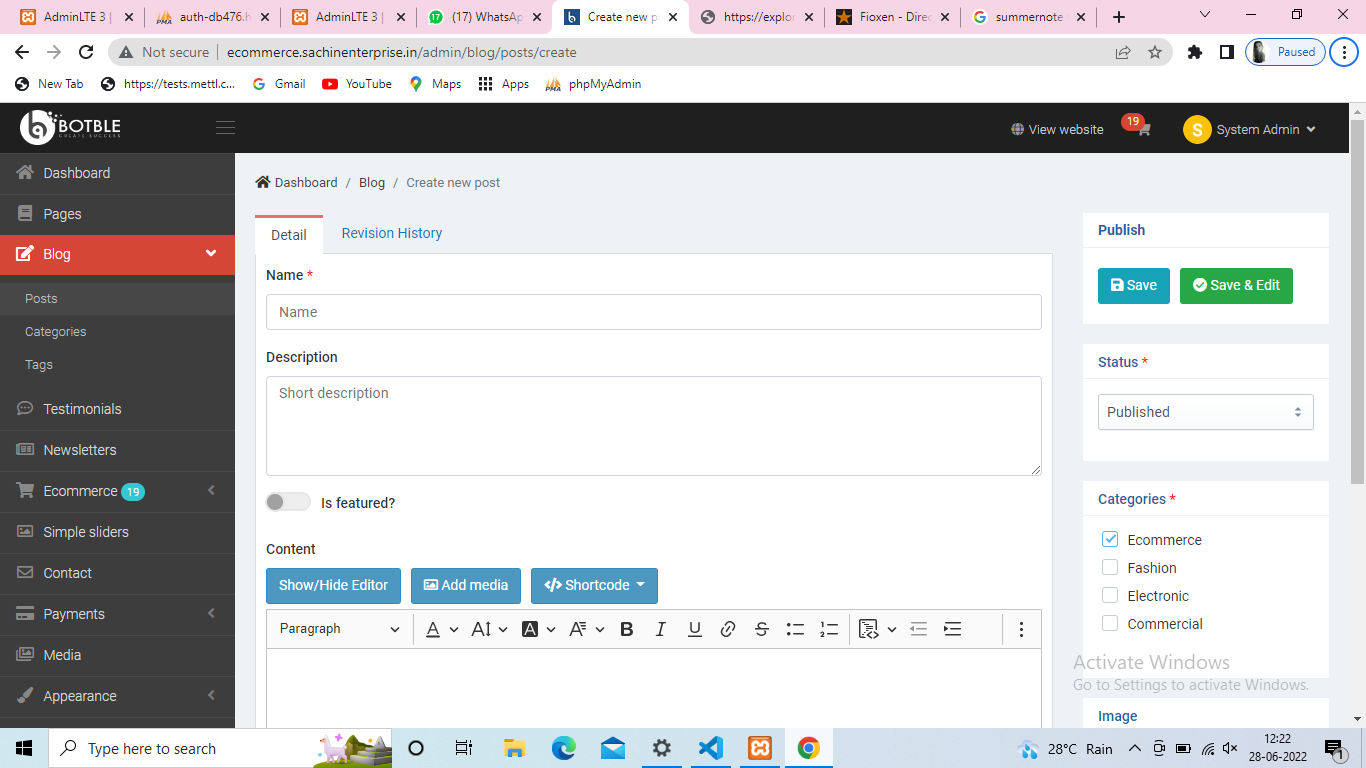 AdminLTE 3 |
auth-db476.h
AdminLTE 3 |
(17) WhatsAp
Create new p
https://explor
Fioxen - Direc
summernote
Not secure
ecommerce.sachinenterprise.in/admin/blog/posts/create
Paused
New Tab
https://tests.mettl.c...
Gmail
YouTube
Maps
Apps
phpMyAdmin
BOTBLE
CREATE SUCCESS
View website
19
S
System Admin
Dashboard
Pages
Blog
Posts
Categories
Tags
Testimonials
Newsletters
Ecommerce 19
Simple sliders
Contact
Payments
Media
Appearance
Dashboard / Blog / Create new post
Detail
Revision History
Name *
Name
Description
Short description
Is featured?
Content
Show/Hide Editor
Add media
Shortcode
Paragraph
Publish
Save
Save & Edit
Status *
Published
Categories *
Ecommerce
Fashion
Electronic
Commercial
Activate Windows
Go to Settings to activate Windows.
Image
Type here to search
28°C Rain
12:22
28-06-2022
1